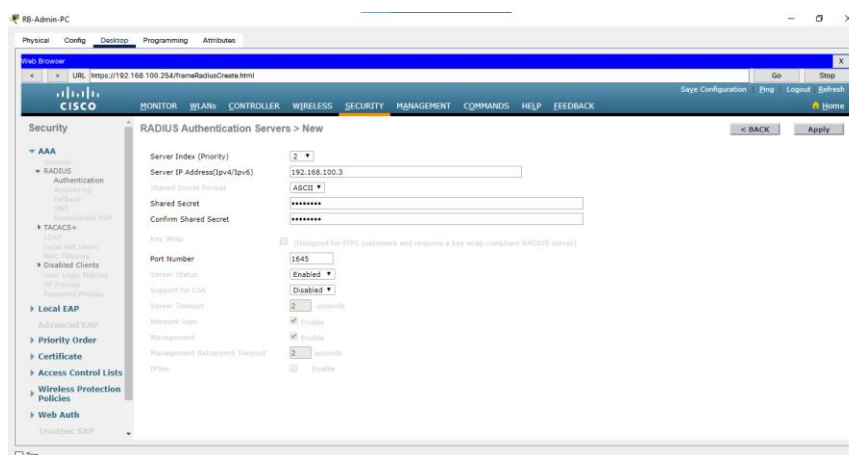 RB-Admin-PC
Physical Config Desktop Programming Attributes
Web Browser X
< > URL https://192.168.100.254/frameRadiusCreate.html Go Stop
Save Configuration Ping Logout Refresh
CISCO MONITOR WLANs CONTROLLER WIRELESS SECURITY MANAGEMENT COMMANDS HELP FEEDBACK Home
Security
RADIUS Authentication Servers > New < BACK Apply
AAA
General
RADIUS
Authentication
Accounting
Fallback
DNS
Downloaded AVP
TACACS+
LDAP
Local Net Users
MAC Filtering
Disabled Clients
User Login Policies
AP Policies
Password Policies
Local EAP
Advanced EAP
Priority Order
Certificate
Access Control Lists
Wireless Protection
Policies
Web Auth
TrustSec SXP
Server Index (Priority) 2
Server IP Address(Ipv4/Ipv6) 192.168.100.3
Shared Secret Format ASCII
Shared Secret ••••••••
Confirm Shared Secret ••••••••
Key Wrap (Designed for FIPS customers and requires a key wrap compliant RADIUS server)
Port Number 1645
Server Status Enabled
Support for CoA Disabled
Server Timeout 2 seconds
Network User Enable
Management Enable
Management Retransmit Timeout 2 seconds
IPSec Enable
Top